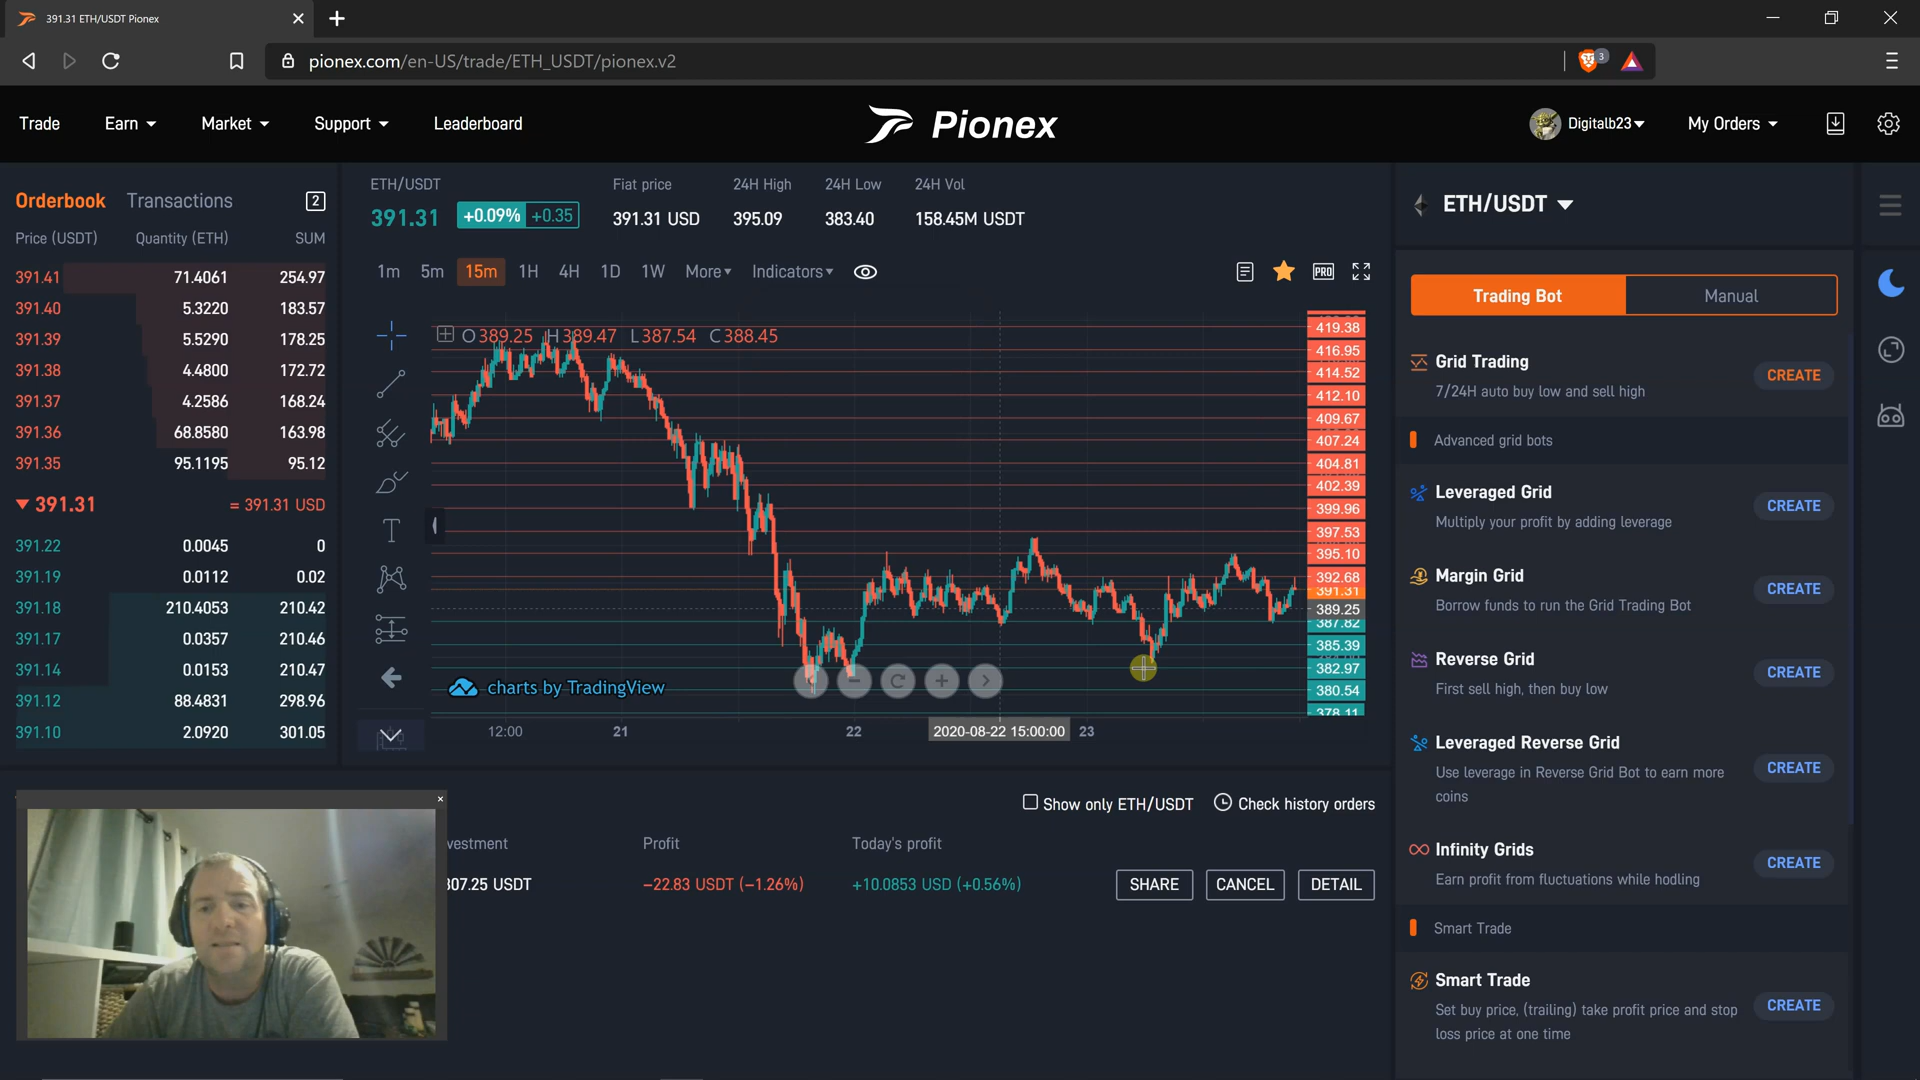 391.31 ETH/USDT Pionex
pionex.com/en-US/trade/ETH_USDT/pionex.v2
3
Trade
Earn
Market
Support
Leaderboard
Pionex
Digitalb23
My Orders
Orderbook
Transactions
2
Price (USDT) Quantity (ETH) SUM
391.41 71.4061 254.97
391.40 5.3220 183.57
391.39 5.5290 178.25
391.38 4.4800 172.72
391.37 4.2586 168.24
391.36 68.8580 163.98
391.35 95.1195 95.12
391.31 = 391.31 USD
391.22 0.0045 0
391.19 0.0112 0.02
391.18 210.4053 210.42
391.17 0.0357 210.46
391.14 0.0153 210.47
391.12 88.4831 298.96
391.10 2.0920 301.05
ETH/USDT
391.31
+0.09% +0.35
Fiat price
391.31 USD
24H High
395.09
24H Low
383.40
24H Vol
158.45M USDT
1m 5m 15m 1H 4H 1D 1W More Indicators
PRO
O389.25 H389.47 L387.54 C388.45
419.38
416.95
414.52
412.10
409.67
407.24
404.81
402.39
399.96
397.53
395.10
392.68
391.31
389.25
387.82
385.39
382.97
380.54
378.11
charts by TradingView
12:00 21 22 2020-08-22 15:00:00 23
Show only ETH/USDT
Check history orders
vestment Profit Today's profit
307.25 USDT −22.83 USDT (−1.26%) +10.0853 USD (+0.56%)
SHARE
CANCEL
DETAIL
ETH/USDT
Trading Bot
Manual
Grid Trading
7/24H auto buy low and sell high
CREATE
Advanced grid bots
Leveraged Grid
Multiply your profit by adding leverage
CREATE
Margin Grid
Borrow funds to run the Grid Trading Bot
CREATE
Reverse Grid
First sell high, then buy low
CREATE
Leveraged Reverse Grid
Use leverage in Reverse Grid Bot to earn more
coins
CREATE
Infinity Grids
Earn profit from fluctuations while hodling
CREATE
Smart Trade
Smart Trade
Set buy price, (trailing) take profit price and stop
loss price at one time
CREATE